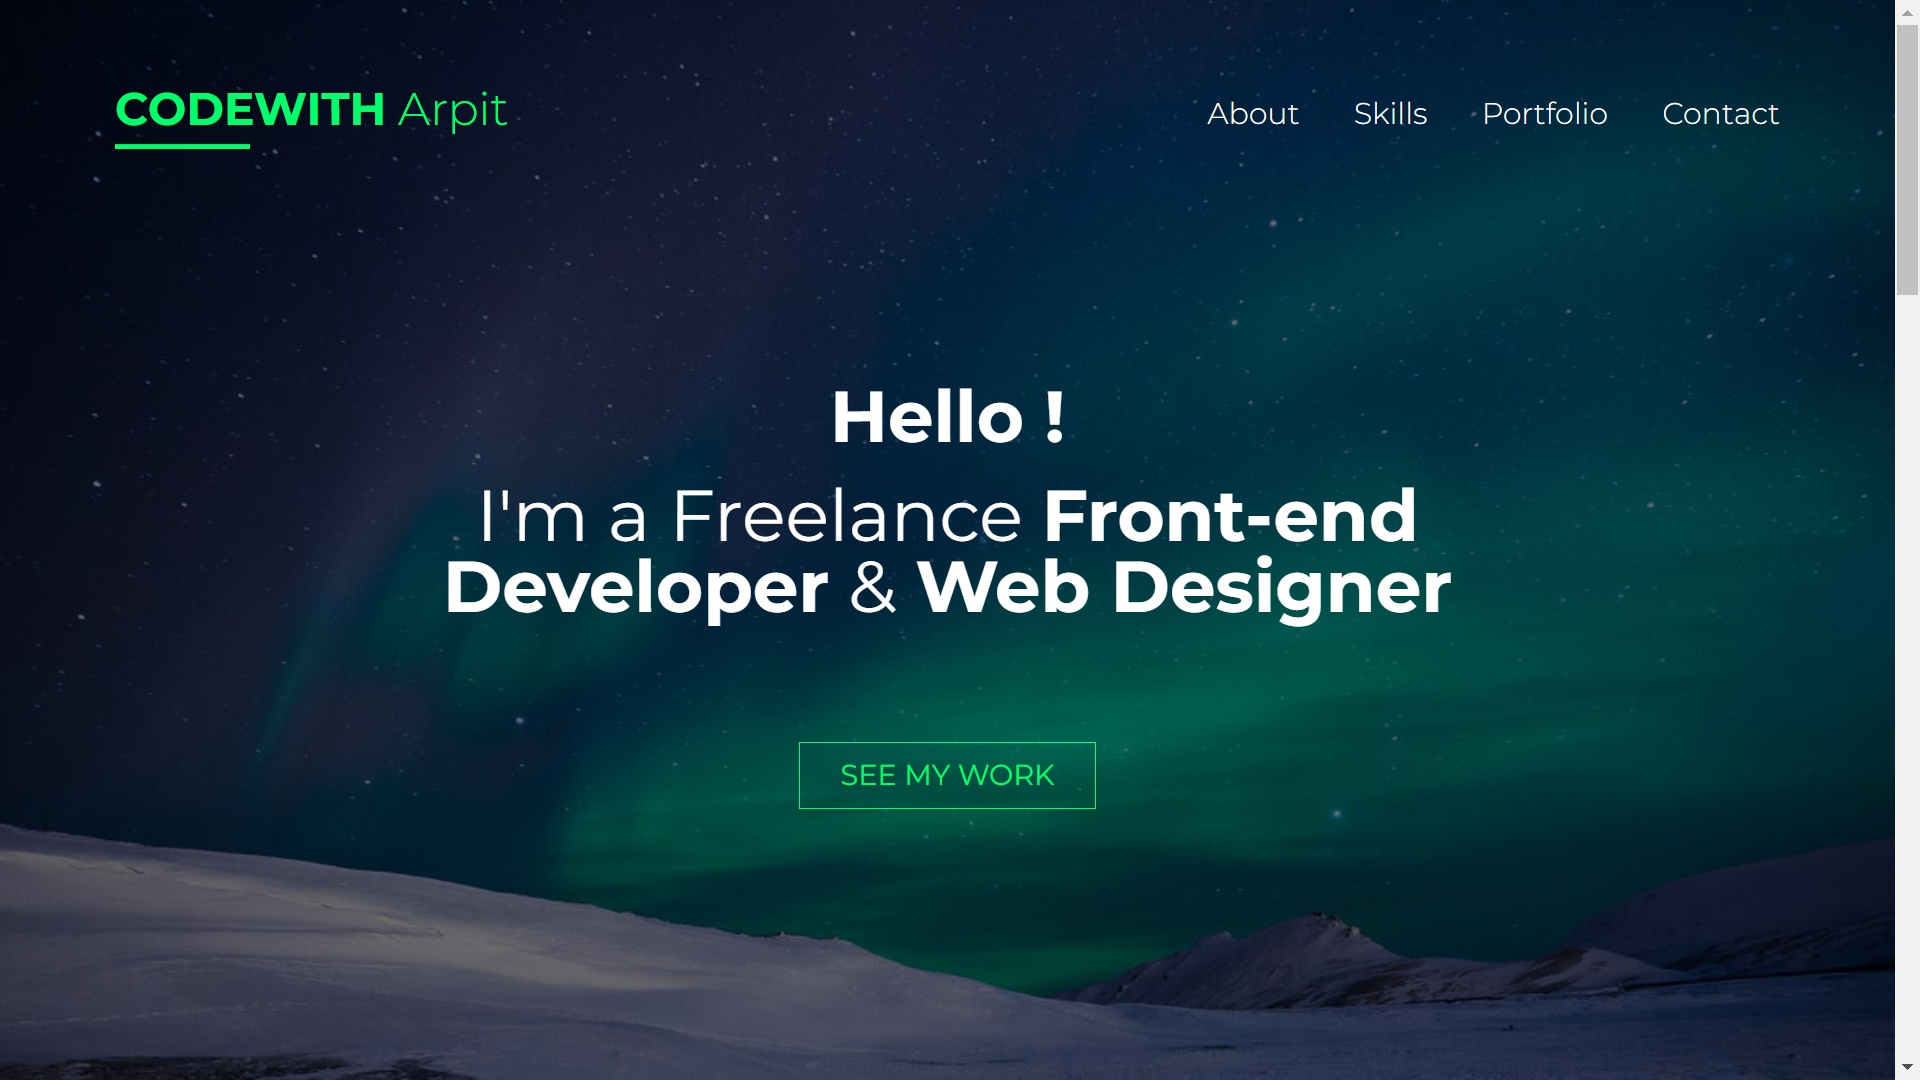 CODEWITH Arpit
About Skills Portfolio Contact
Hello !
I'm a Freelance Front-end
Developer & Web Designer
SEE MY WORK